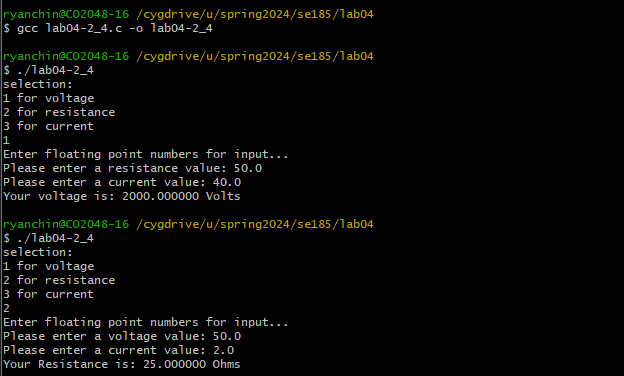 ryanchin@CO2048-16 /cygdrive/u/spring2024/se185/lab04
$ gcc lab04-2_4.c -o lab04-2_4
ryanchin@CO2048-16 /cygdrive/u/spring2024/se185/lab04
$ ./lab04-2_4
selection:
1 for voltage
2 for resistance
3 for current
1
Enter floating point numbers for input...
Please enter a resistance value: 50.0
Please enter a current value: 40.0
Your voltage is: 2000.000000 Volts
ryanchin@CO2048-16 /cygdrive/u/spring2024/se185/lab04
$ ./lab04-2_4
selection:
1 for voltage
2 for resistance
3 for current
2
Enter floating point numbers for input...
Please enter a voltage value: 50.0
Please enter a current value: 2.0
Your Resistance is: 25.000000 Ohms